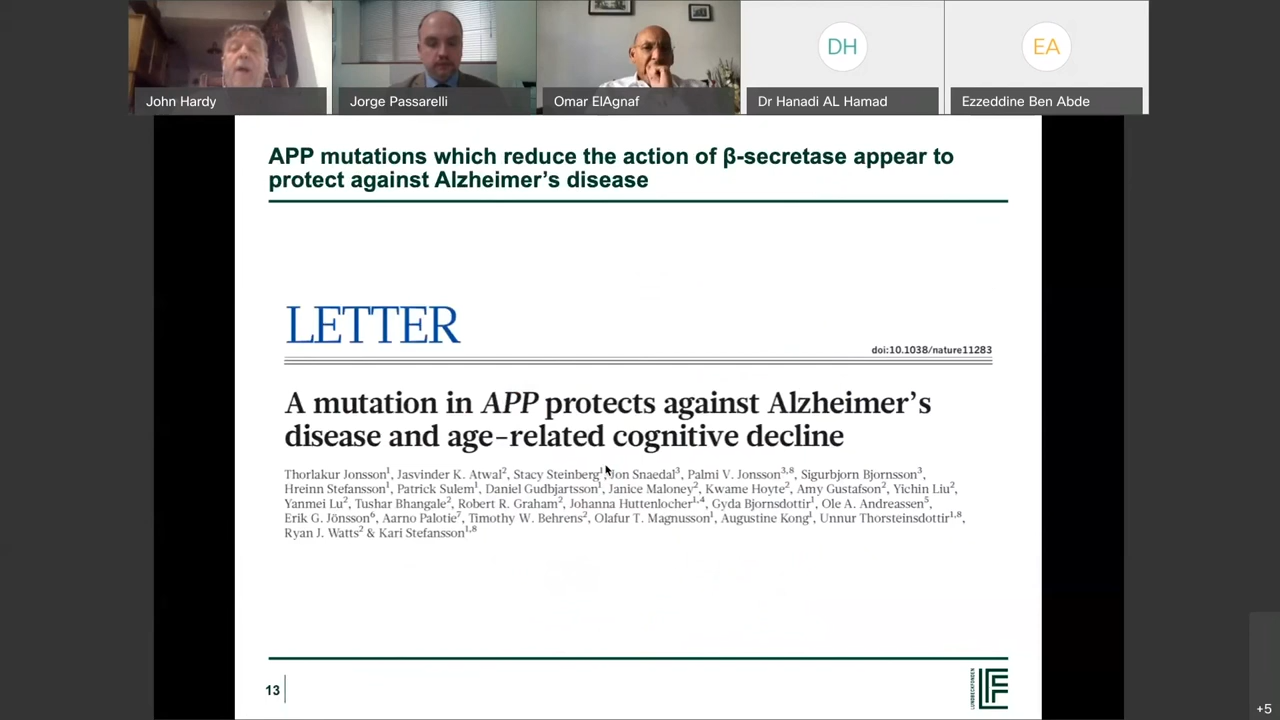 John Hardy
Jorge Passarelli
Omar ElAgnaf
DH
Dr Hanadi AL Hamad
EA
Ezzeddine Ben Abde
APP mutations which reduce the action of β-secretase appear to
protect against Alzheimer's disease
LETTER
doi:10.1038/nature11283
A mutation in APP protects against Alzheimer's
disease and age-related cognitive decline
Thorlakur Jonsson¹, Jasvinder K. Atwal², Stacy Steinberg¹, Jon Snaedal³, Palmi V. Jonsson³,⁸, Sigurbjorn Bjornsson³,
Hreinn Stefansson¹, Patrick Sulem¹, Daniel Gudbjartsson¹, Janice Maloney², Kwame Hoyte², Amy Gustafson², Yichin Liu²,
Yanmei Lu², Tushar Bhangale², Robert R. Graham², Johanna Huttenlocher¹,⁴, Gyda Bjornsdottir¹, Ole A. Andreassen⁵,
Erik G. Jönsson⁶, Aarno Palotie⁷, Timothy W. Behrens², Olafur T. Magnusson¹, Augustine Kong¹, Unnur Thorsteinsdottir¹,⁸,
Ryan J. Watts² & Kari Stefansson¹,⁸
13
LUNDBECKFONDEN
+5